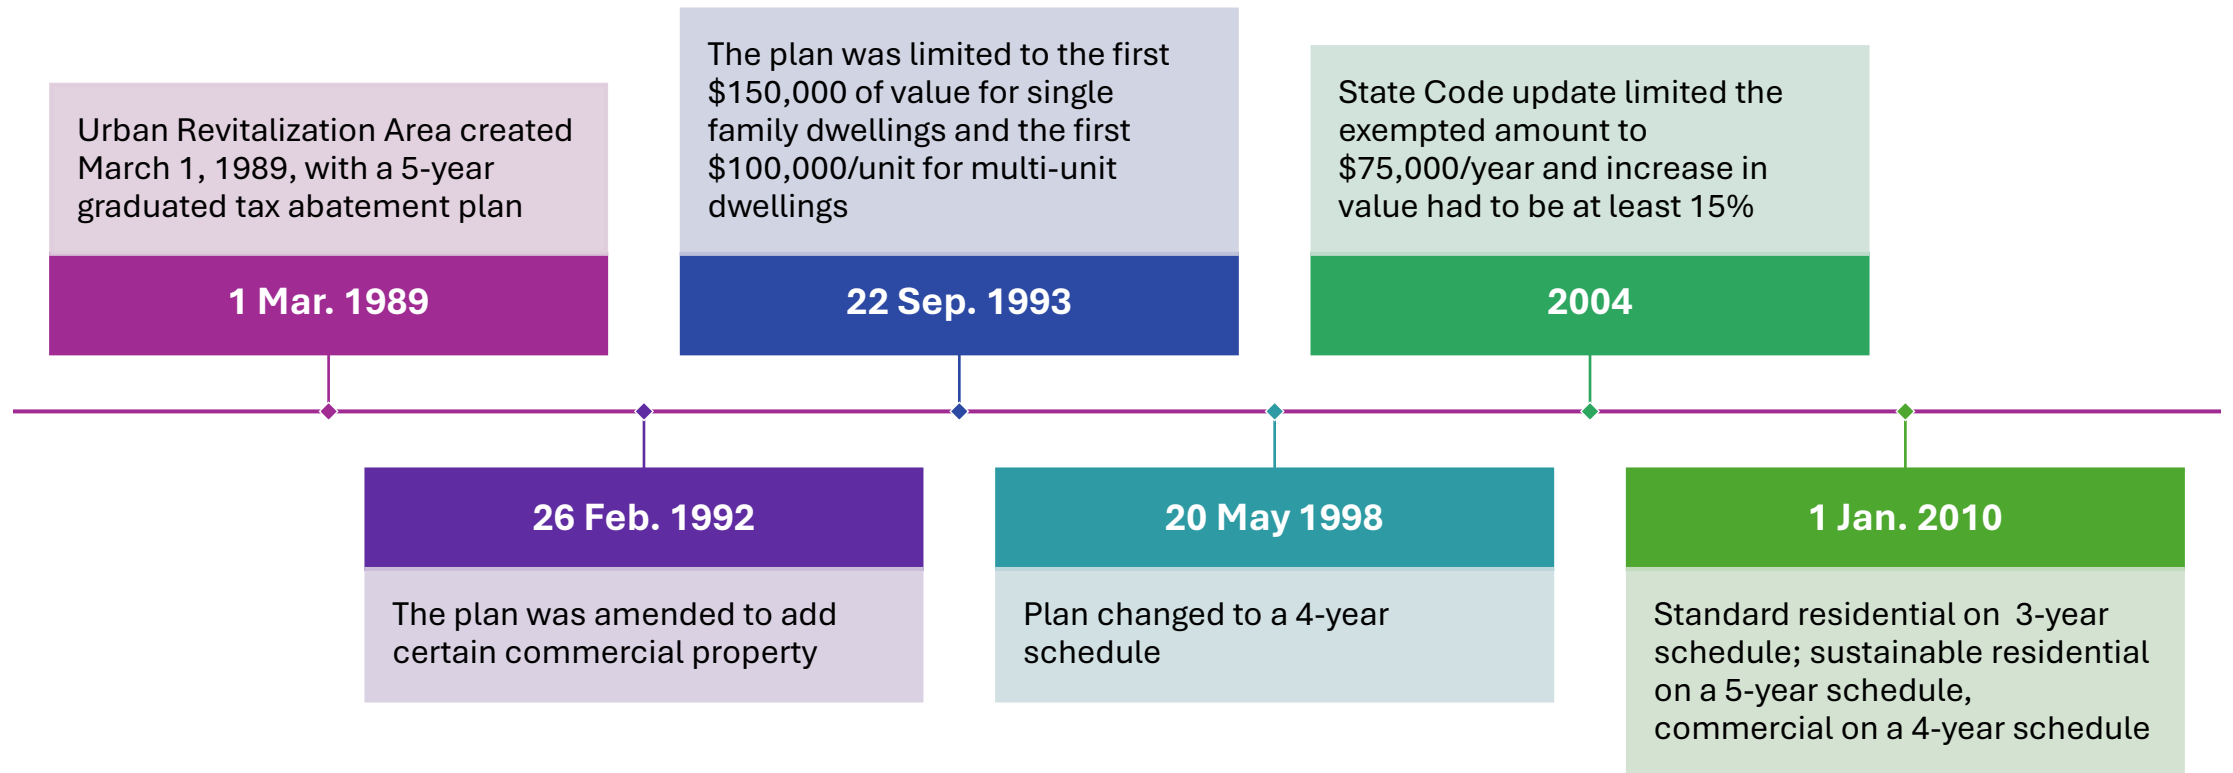 Urban Revitalization Area created
March 1, 1989, with a 5-year
graduated tax abatement plan
1 Mar. 1989
26 Feb. 1992
The plan was amended to add
certain commercial property
The plan was limited to the first
$150,000 of value for single
family dwellings and the first
$100,000/unit for multi-unit
dwellings
22 Sep. 1993
20 May 1998
Plan changed to a 4-year
schedule
State Code update limited the
exempted amount to
$75,000/year and increase in
value had to be at least 15%
2004
1 Jan. 2010
Standard residential on  3-year
schedule; sustainable residential
on a 5-year schedule,
commercial on a 4-year schedule